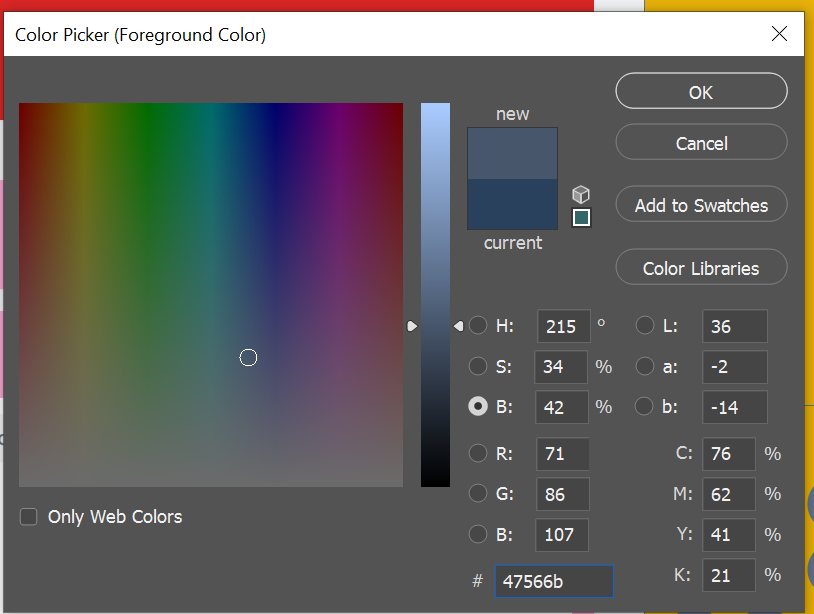 Color Picker (Foreground Color)
new
current
OK
Cancel
Add to Swatches
Color Libraries
H: 215 °
S: 34 %
B: 42 %
R: 71
G: 86
B: 107
# 47566b
L: 36
a: -2
b: -14
C: 76 %
M: 62 %
Y: 41 %
K: 21 %
Only Web Colors